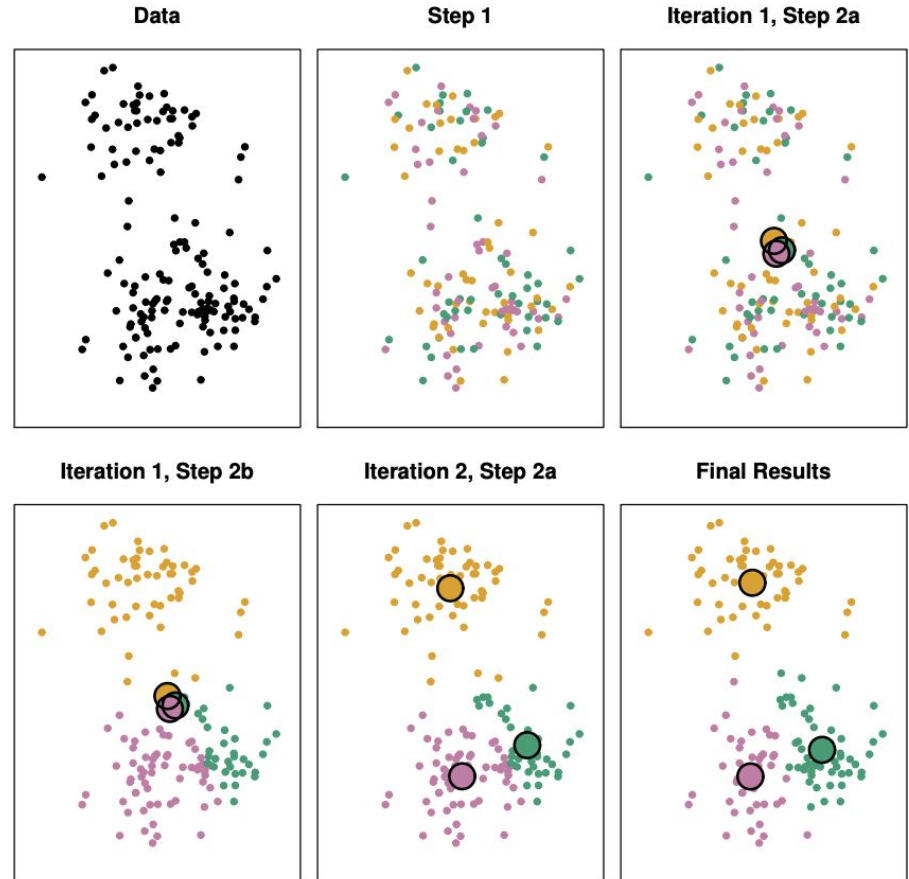 Data
Step 1
Iteration 1, Step 2a
Iteration 1, Step 2b
Iteration 2, Step 2a
Final Results